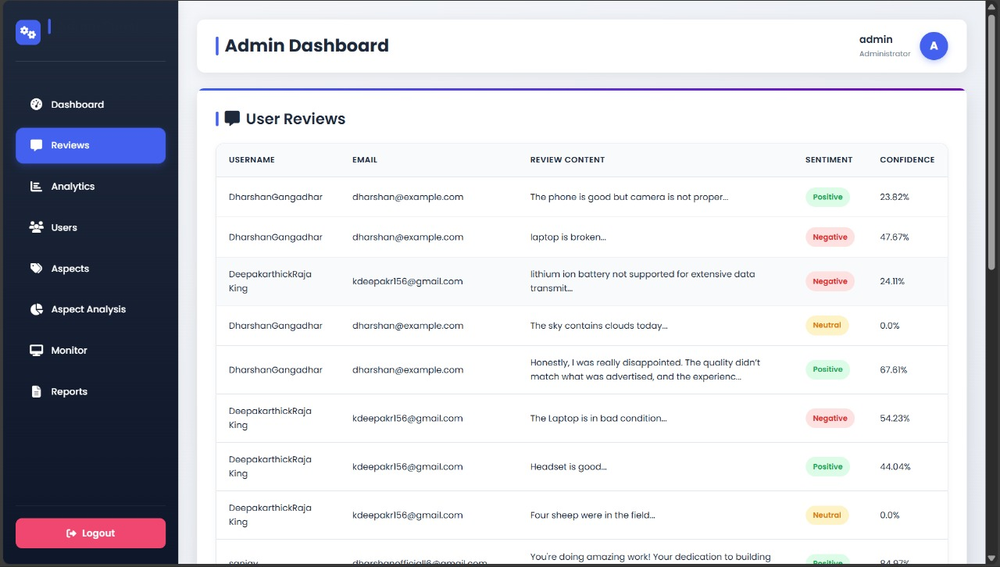 Admin Dashboard
admin
Administrator
A
Dashboard
Reviews
Analytics
Users
Aspects
Aspect Analysis
Monitor
Reports
Logout
User Reviews
USERNAME EMAIL REVIEW CONTENT SENTIMENT CONFIDENCE
DharshanGangadhar dharshan@example.com The phone is good but camera is not proper... Positive 23.82%
DharshanGangadhar dharshan@example.com laptop is broken... Negative 47.67%
DeepakarthickRaja
King
kdeepakr156@gmail.com
lithium ion battery not supported for extensive data
transmit...
Negative 24.11%
DharshanGangadhar dharshan@example.com The sky contains clouds today... Neutral 0.0%
DharshanGangadhar dharshan@example.com
Honestly, I was really disappointed. The quality didn't
match what was advertised, and the experienc...
Positive 67.61%
DeepakarthickRaja
King
kdeepakr156@gmail.com The Laptop is in bad condition... Negative 54.23%
DeepakarthickRaja
King
kdeepakr156@gmail.com Headset is good... Positive 44.04%
DeepakarthickRaja
King
kdeepakr156@gmail.com Four sheep were in the field... Neutral 0.0%
sanjay dharshanofficial16@gmail.com
You're doing amazing work! Your dedication to building
Positive 84.97%